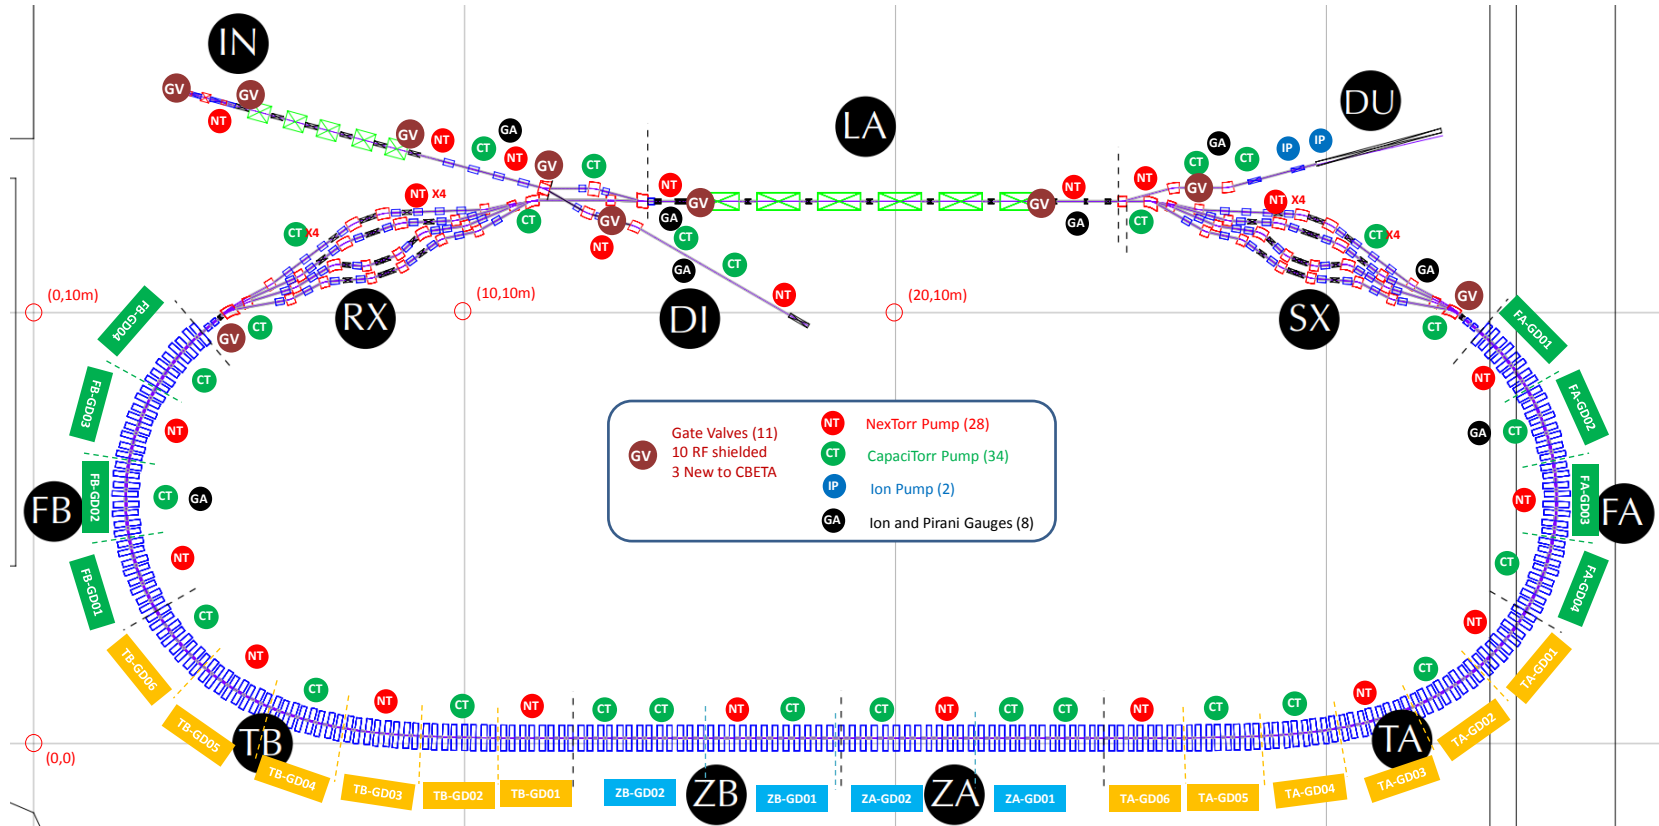 IN
GV
GV
NT
LA
DU
GV
NT
CT
GA
NT
GV
CT
GA
IP
IP
CT
GV
CT
NT
NT X4
CT
NT
GV
GA
GV
NT
GA
NT
CT
NT X4
CT X4
GV
NT
CT
GA
CT
NT
CT X4
GA
GV
CT
(0,10m)
(10,10m)
(20,10m)
RX
DI
SX
GV
CT
FB-GD04
FA-GD01
CT
NT
FB-GD03
FA-GD02
NT
GA
CT
GV
Gate Valves (11)
10 RF shielded
3 New to CBETA
NT
NexTorr Pump (28)
CT
CapaciTorr Pump (34)
IP
Ion Pump (2)
GA
Ion and Pirani Gauges (8)
FB
FB-GD02
CT
GA
NT
FA-GD03
FA
NT
CT
FB-GD01
FA-GD04
CT
NT
TB-GD06
NT
CT
TA-GD01
CT
NT
CT
NT
CT
CT
NT
CT
CT
NT
CT
CT
NT
CT
CT
NT
TB-GD05
TB
TA
TA-GD02
(0,0)
TB-GD04
TB-GD03
TB-GD02
TB-GD01
ZB-GD02
ZB
ZB-GD01
ZA-GD02
ZA
ZA-GD01
TA-GD06
TA-GD05
TA-GD04
TA-GD03